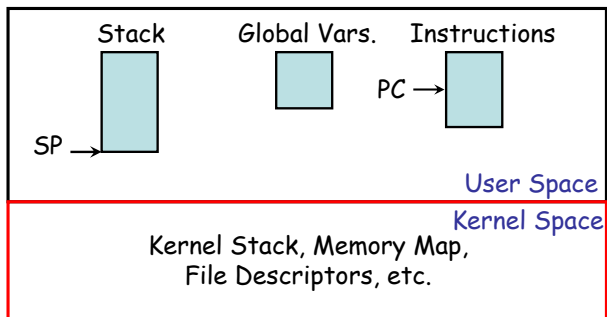 Stack
Global Vars.
Instructions
PC
SP
User Space
Kernel Space
Kernel Stack, Memory Map,
File Descriptors, etc.